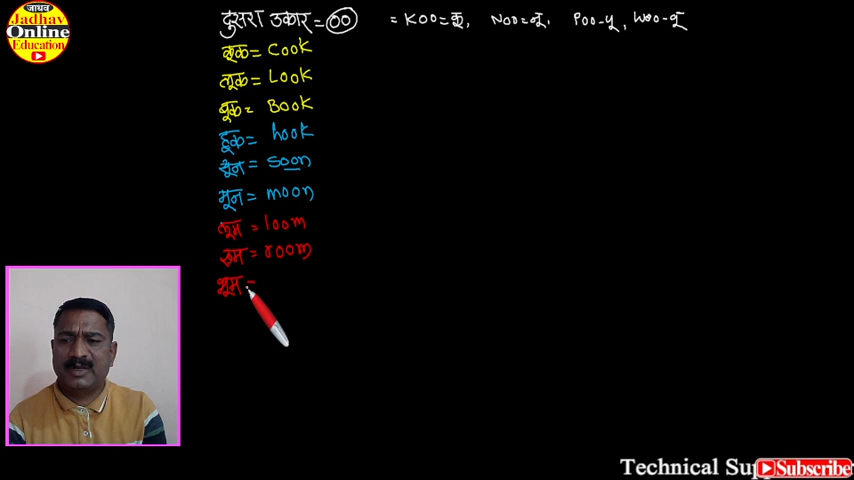 जाधव
Jadhav
Online
Education
दुसरा उकार = oo = Koo = कू, Noo = नू, Poo - पू, Woo - वू
कूक = Cook
लूक = Look
बूक = Book
हूक = hook
सून = soon
मून = moon
लूम = loom
रूम = room
झूम =
Technical Sup
Subscribe